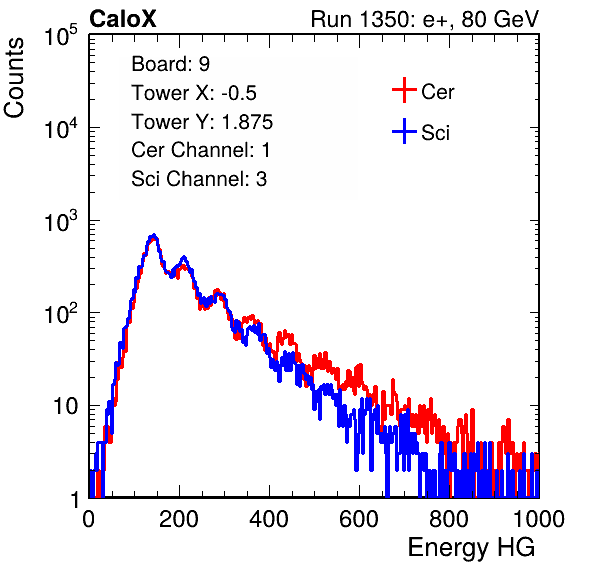 CaloX Run 1350: e+, 80 GeV
Counts
10^5
10^4
10^3
10^2
10
1
Board: 9
Tower X: -0.5
Tower Y: 1.875
Cer Channel: 1
Sci Channel: 3
Cer
Sci
0 200 400 600 800 1000
Energy HG